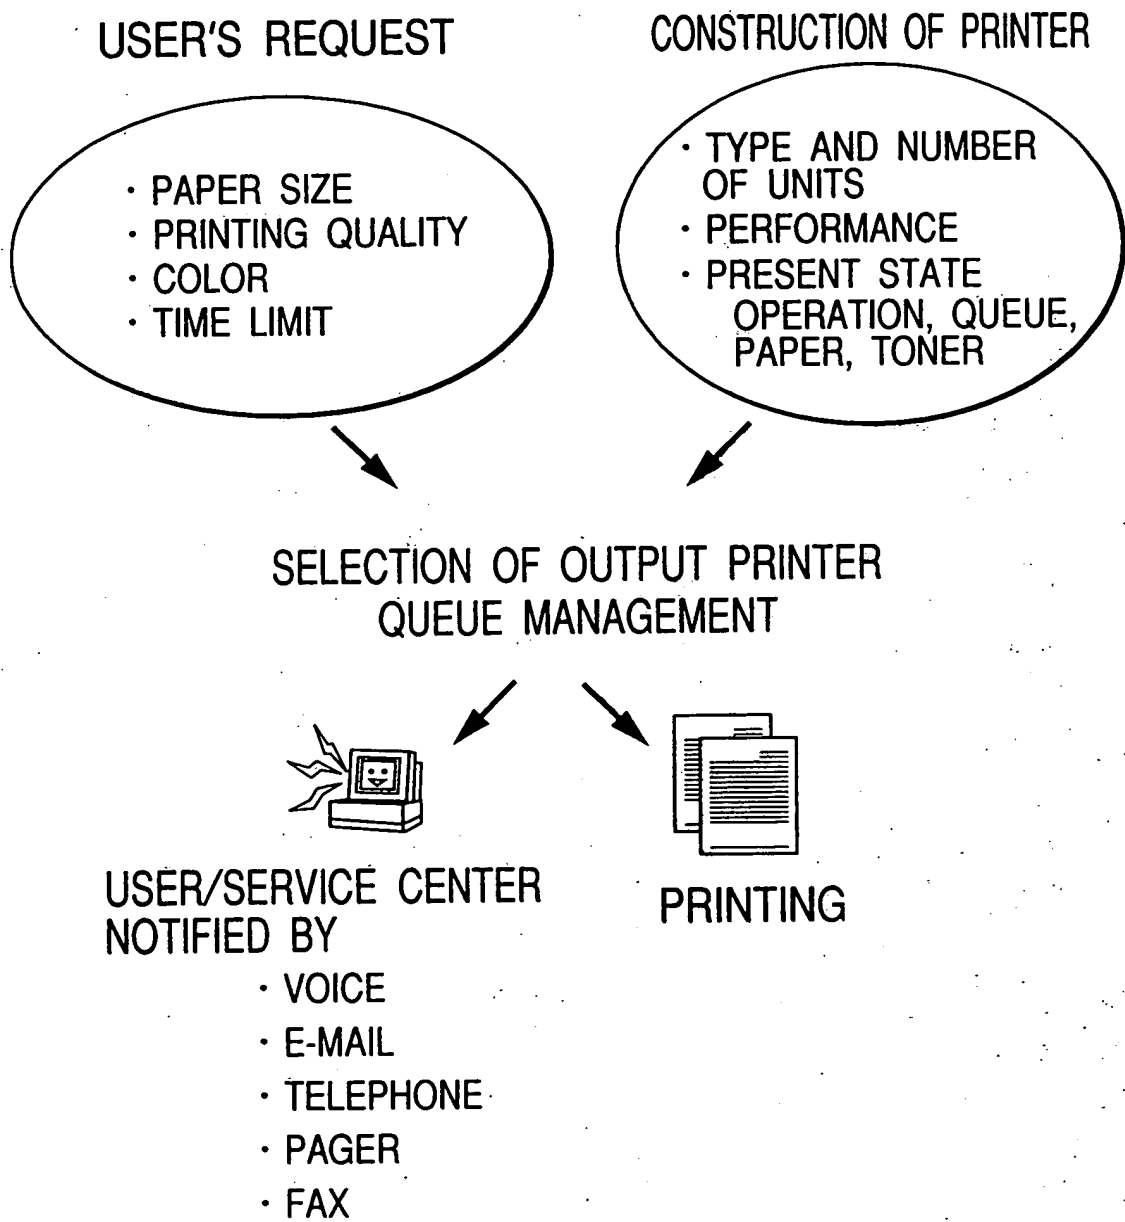 USER'S REQUEST
· PAPER SIZE
· PRINTING QUALITY
· COLOR
· TIME LIMIT
CONSTRUCTION OF PRINTER
· TYPE AND NUMBER
OF UNITS
· PERFORMANCE
· PRESENT STATE
OPERATION, QUEUE,
PAPER, TONER
SELECTION OF OUTPUT PRINTER
QUEUE MANAGEMENT
USER/SERVICE CENTER
NOTIFIED BY
· VOICE
· E-MAIL
· TELEPHONE
· PAGER
· FAX
PRINTING